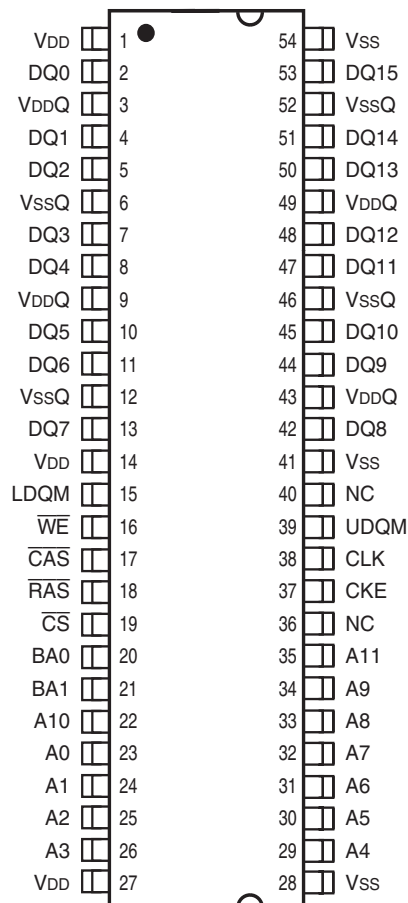 VDD 1 54 VSS
DQ0 2 53 DQ15
VDDQ 3 52 VSSQ
DQ1 4 51 DQ14
DQ2 5 50 DQ13
VSSQ 6 49 VDDQ
DQ3 7 48 DQ12
DQ4 8 47 DQ11
VDDQ 9 46 VSSQ
DQ5 10 45 DQ10
DQ6 11 44 DQ9
VSSQ 12 43 VDDQ
DQ7 13 42 DQ8
VDD 14 41 VSS
LDQM 15 40 NC
W̅E̅ 16 39 UDQM
C̅A̅S̅ 17 38 CLK
R̅A̅S̅ 18 37 CKE
C̅S̅ 19 36 NC
BA0 20 35 A11
BA1 21 34 A9
A10 22 33 A8
A0 23 32 A7
A1 24 31 A6
A2 25 30 A5
A3 26 29 A4
VDD 27 28 VSS